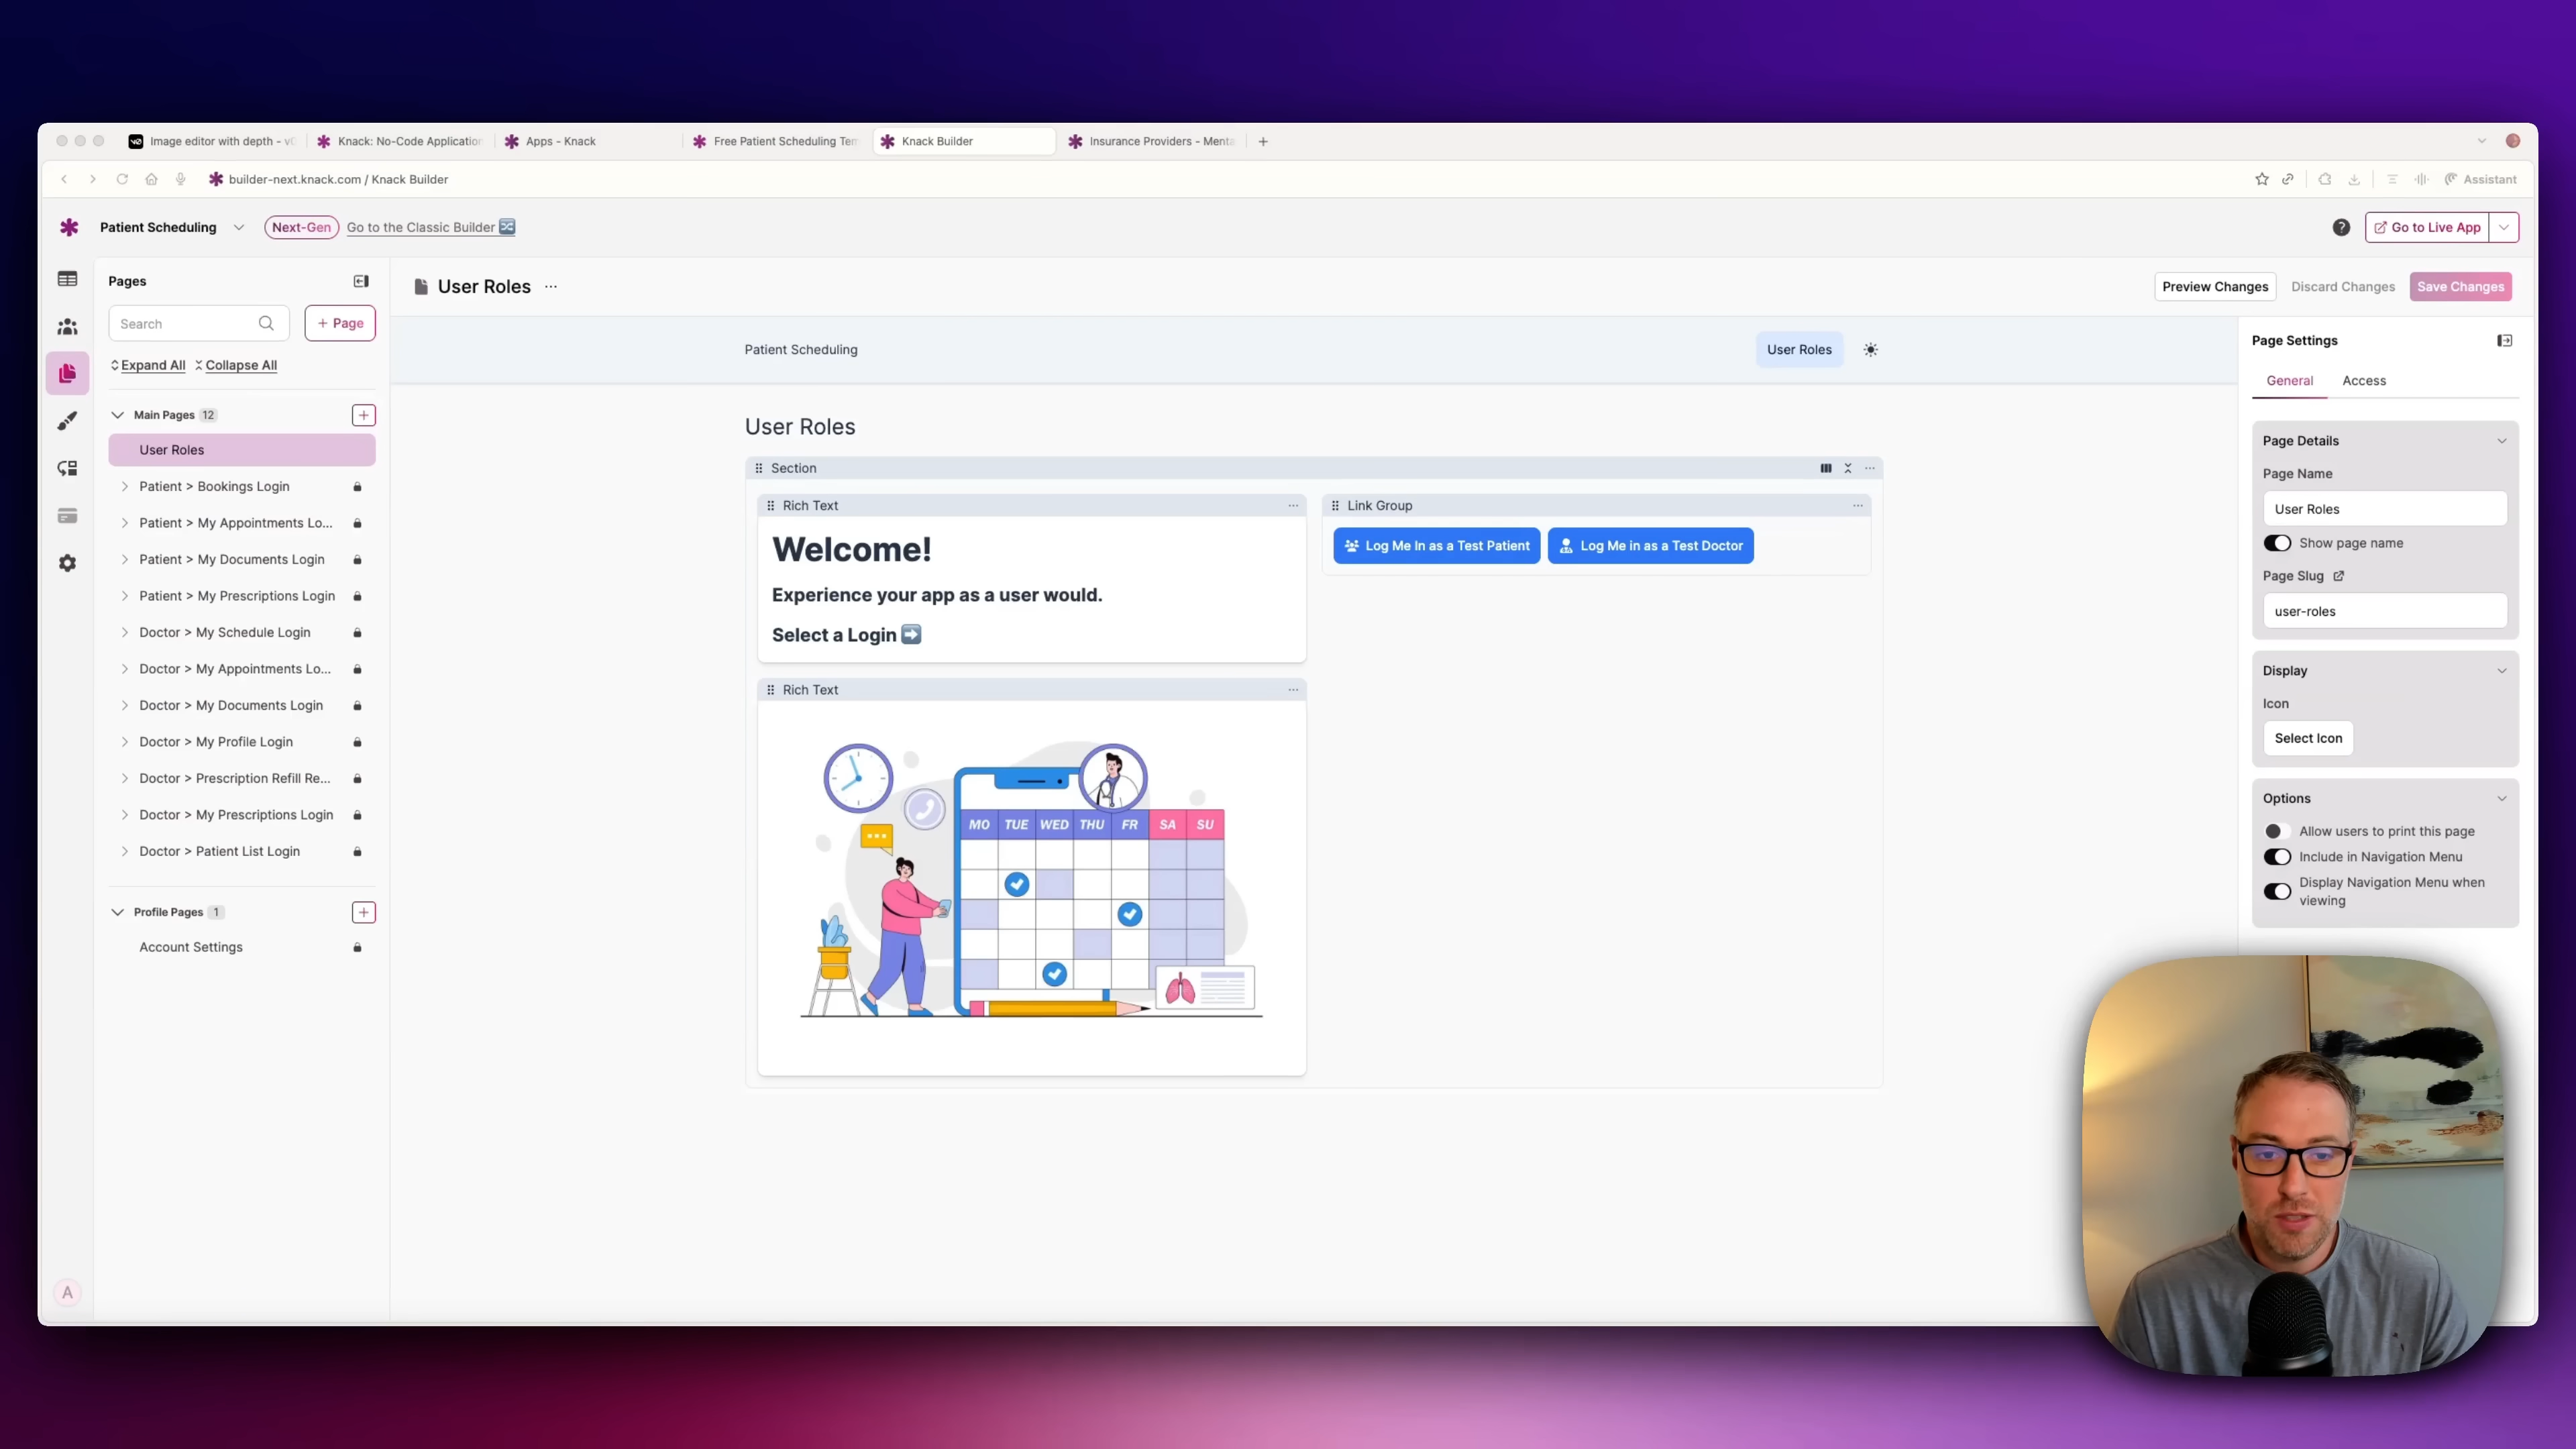 Image editor with depth - v0
Knack: No-Code Application
Apps - Knack
Free Patient Scheduling Tem
Knack Builder
Insurance Providers - Menta
builder-next.knack.com / Knack Builder
Assistant
Patient Scheduling
Next-Gen
Go to the Classic Builder
Go to Live App
Pages
Search
+ Page
Expand All
Collapse All
Main Pages 12
User Roles
Patient > Bookings Login
Patient > My Appointments Lo...
Patient > My Documents Login
Patient > My Prescriptions Login
Doctor > My Schedule Login
Doctor > My Appointments Lo...
Doctor > My Documents Login
Doctor > My Profile Login
Doctor > Prescription Refill Re...
Doctor > My Prescriptions Login
Doctor > Patient List Login
Profile Pages 1
Account Settings
A
User Roles
Preview Changes
Discard Changes
Save Changes
Patient Scheduling
User Roles
User Roles
Section
Rich Text
Welcome!
Experience your app as a user would.
Select a Login
Link Group
Log Me In as a Test Patient
Log Me in as a Test Doctor
Rich Text
MO TUE WED THU FR SA SU
Page Settings
General
Access
Page Details
Page Name
User Roles
Show page name
Page Slug
user-roles
Display
Icon
Select Icon
Options
Allow users to print this page
Include in Navigation Menu
Display Navigation Menu when
viewing